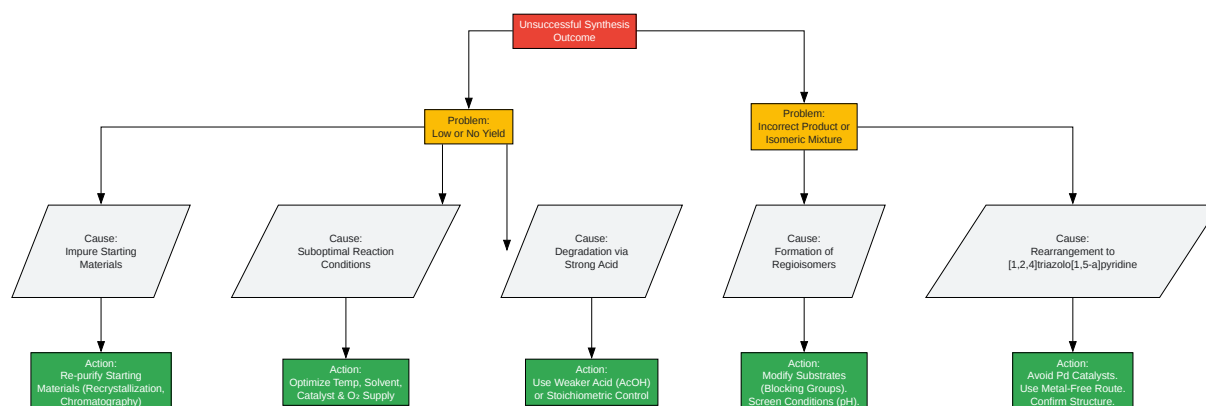 Unsuccessful Synthesis
Outcome
Problem:
Low or No Yield
Problem:
Incorrect Product or
Isomeric Mixture
Cause:
Impure Starting
Materials
Cause:
Suboptimal Reaction
Conditions
Cause:
Degradation via
Strong Acid
Cause:
Formation of
Regioisomers
Cause:
Rearrangement to
[1,2,4]triazolo[1,5-a]pyridine
Action:
Re-purify Starting
Materials (Recrystallization,
Chromatography)
Action:
Optimize Temp, Solvent,
Catalyst & O₂ Supply
Action:
Use Weaker Acid (AcOH)
or Stoichiometric Control
Action:
Modify Substrates
(Blocking Groups).
Screen Conditions (pH).
Action:
Avoid Pd Catalysts.
Use Metal-Free Route.
Confirm Structure.